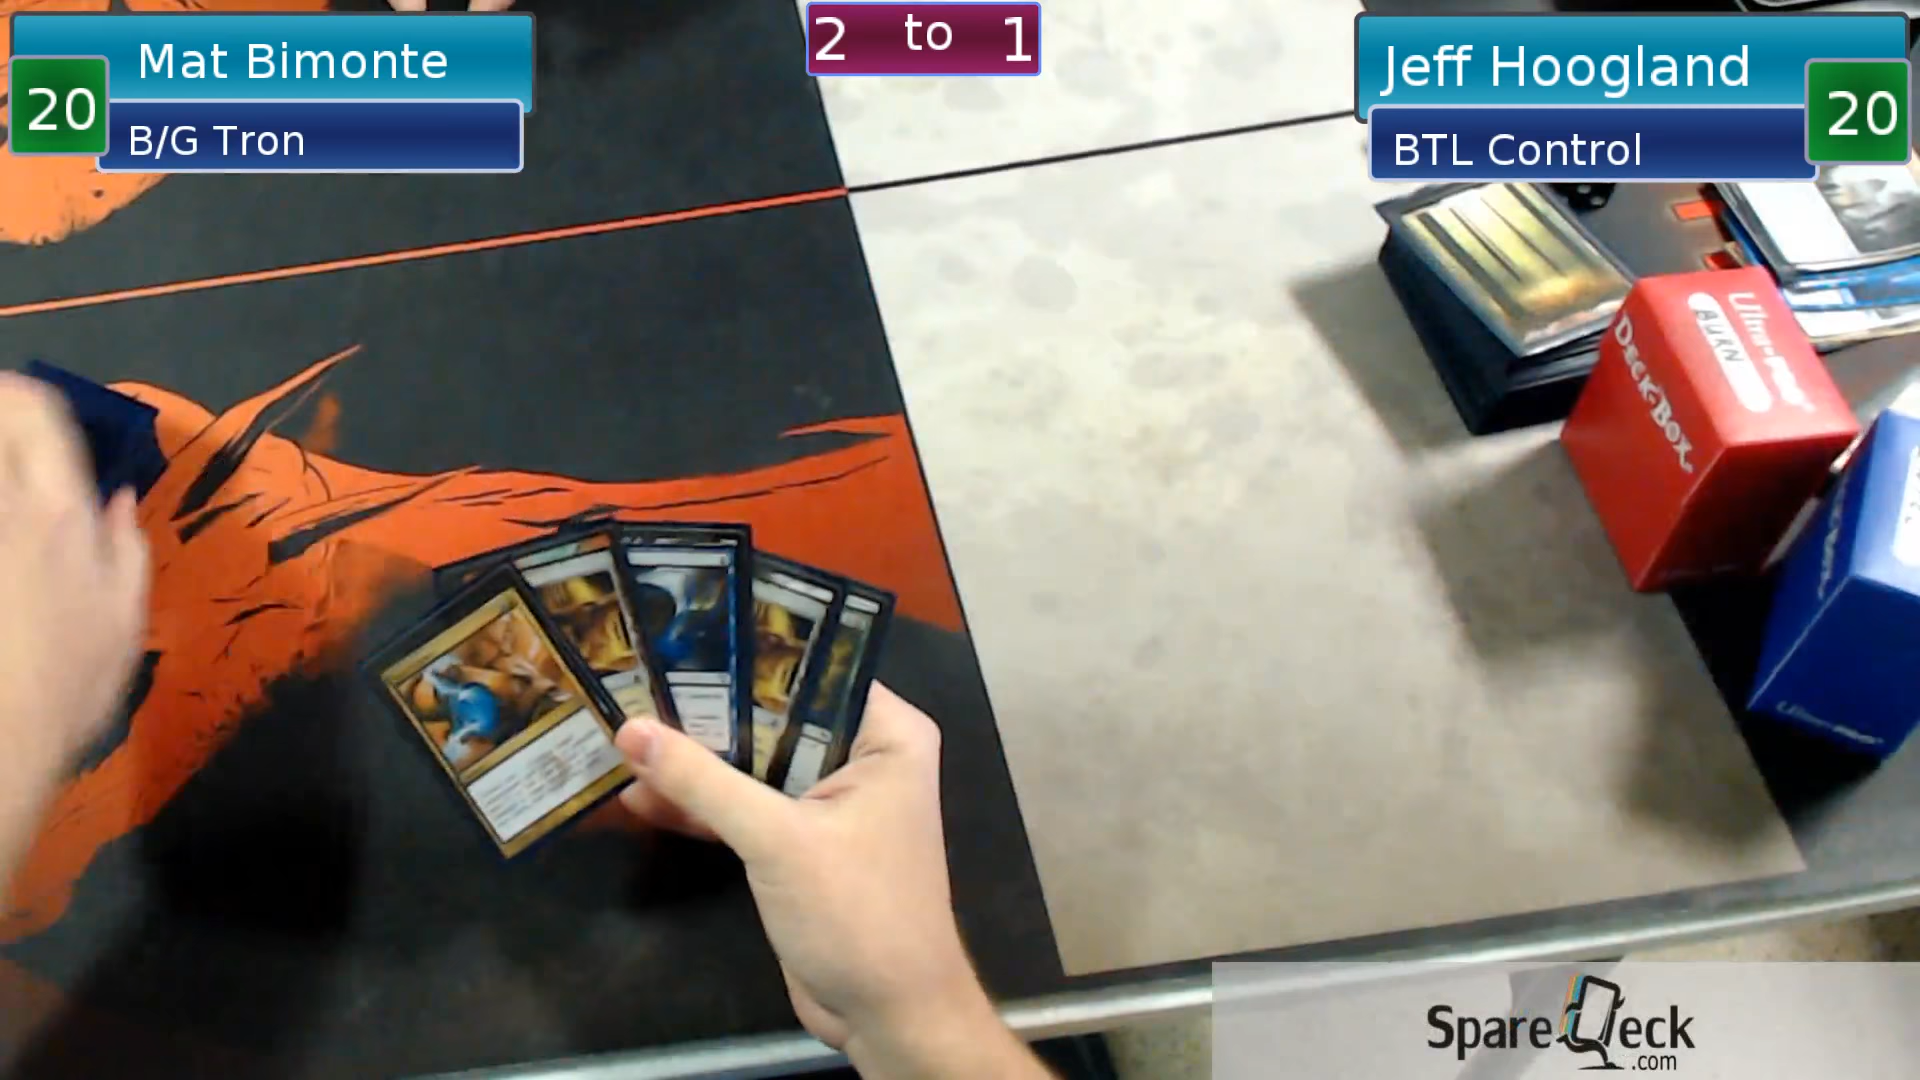 Mat Bimonte
20
B/G Tron
2 to 1
Jeff Hoogland
20
BTL Control
Ultra-PRO
BURN
DECK-BOX
SpareDeck
.com